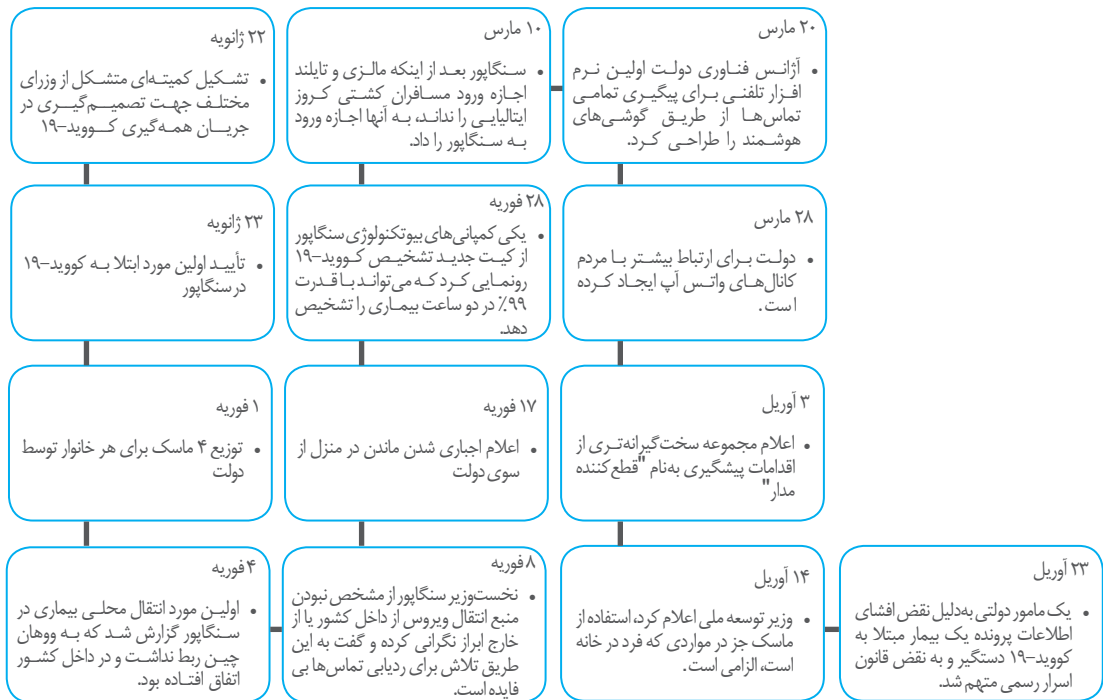 ۲۲ ژانویه
• تشکیل کمیته‌ای متشکل از وزرای
مختلف جهت تصمیم‌گیری در
جریان همه‌گیری کووید–۱۹
۲۳ ژانویه
• تأیید اولین مورد ابتلا به کووید–۱۹
درسنگاپور
۱ فوریه
• توزیع ۴ ماسک برای هر خانوار توسط
دولت
۴ فوریه
• اولین مورد انتقال محلی بیماری در
سنگاپور گزارش شد که به ووهان
چین ربط نداشت و در داخل کشور
اتفاق افتاده بود.
۸ فوریه
• نخست‌وزیر سنگاپور از مشخص نبودن
منبع انتقال ویروس از داخل کشور یا از
خارج ابراز نگرانی کرده و گفت به این
طریق تلاش برای ردیابی تماس‌ها بی
فایده است.
۱۷ فوریه
• اعلام اجباری شدن ماندن در منزل از
سوی دولت
۲۸ فوریه
• یکی کمپانی‌های بیوتکنولوژی سنگاپور
از کیت جدید تشخیص کووید–۱۹
رونمایی کرد که می‌تواند با قدرت
۹۹٪ در دو ساعت بیماری را تشخیص
دهد.
۱۰ مارس
• سنگاپور بعد از اینکه مالزی و تایلند
اجازه ورود مسافران کشتی کروز
ایتالیایی را نداند، به آنها اجازه ورود
به سنگاپور را داد.
۲۰ مارس
• آژانس فناوری دولت اولین نرم
افزار تلفنی برای پیگیری تمامی
تماس‌ها از طریق گوشی‌های
هوشمند را طراحی کرد.
۲۸ مارس
• دولت برای ارتباط بیشتر با مردم
کانال‌های واتس آپ ایجاد کرده
است.
۳ آوریل
• اعلام مجموعه سخت‌گیرانه‌تری از
اقدامات پیشگیری به‌نام "قطع‌کننده
مدار"
۱۴ آوریل
• وزیر توسعه ملی اعلام کرد، استفاده از
ماسک جز در مواردی که فرد در خانه
است، الزامی است.
۲۳ آوریل
• یک مامور دولتی به‌دلیل نقض افشای
اطلاعات پرونده یک بیمار مبتلا به
کووید–۱۹ دستگیر و به نقض قانون
اسرار رسمی متهم شد.